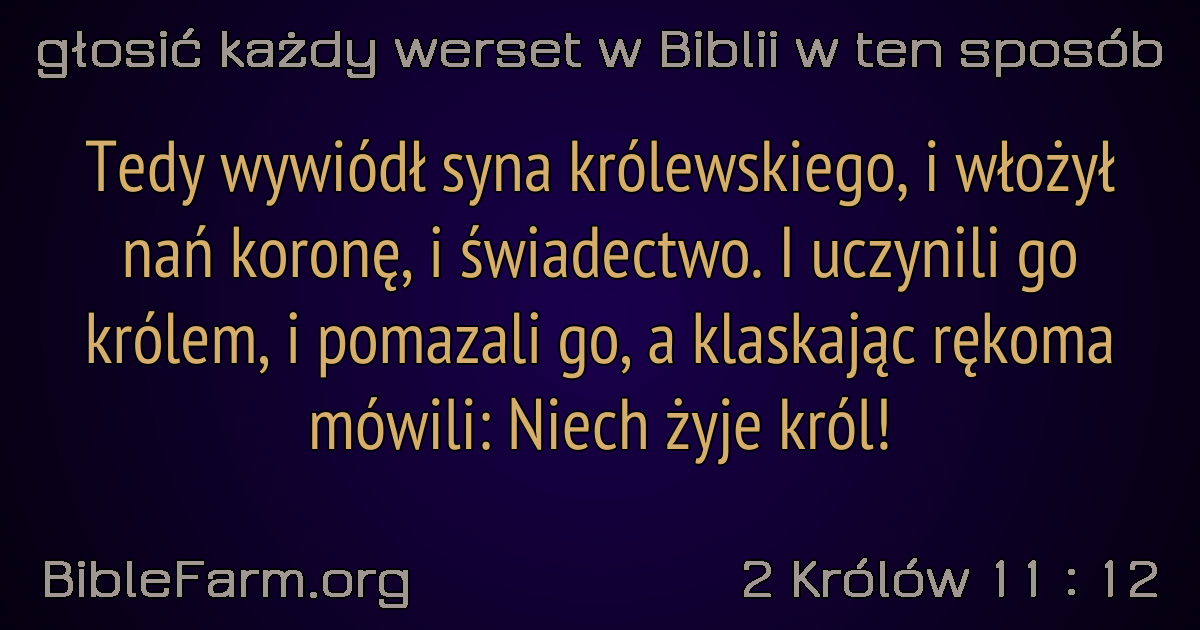 głosić każdy werset w Biblii w ten sposób
Tedy wywiódł syna królewskiego, i włożył
nań koronę, i świadectwo. I uczynili go
królem, i pomazali go, a klaskając rękoma
mówili: Niech żyje król!
BibleFarm.org
2 Królów 11 : 12